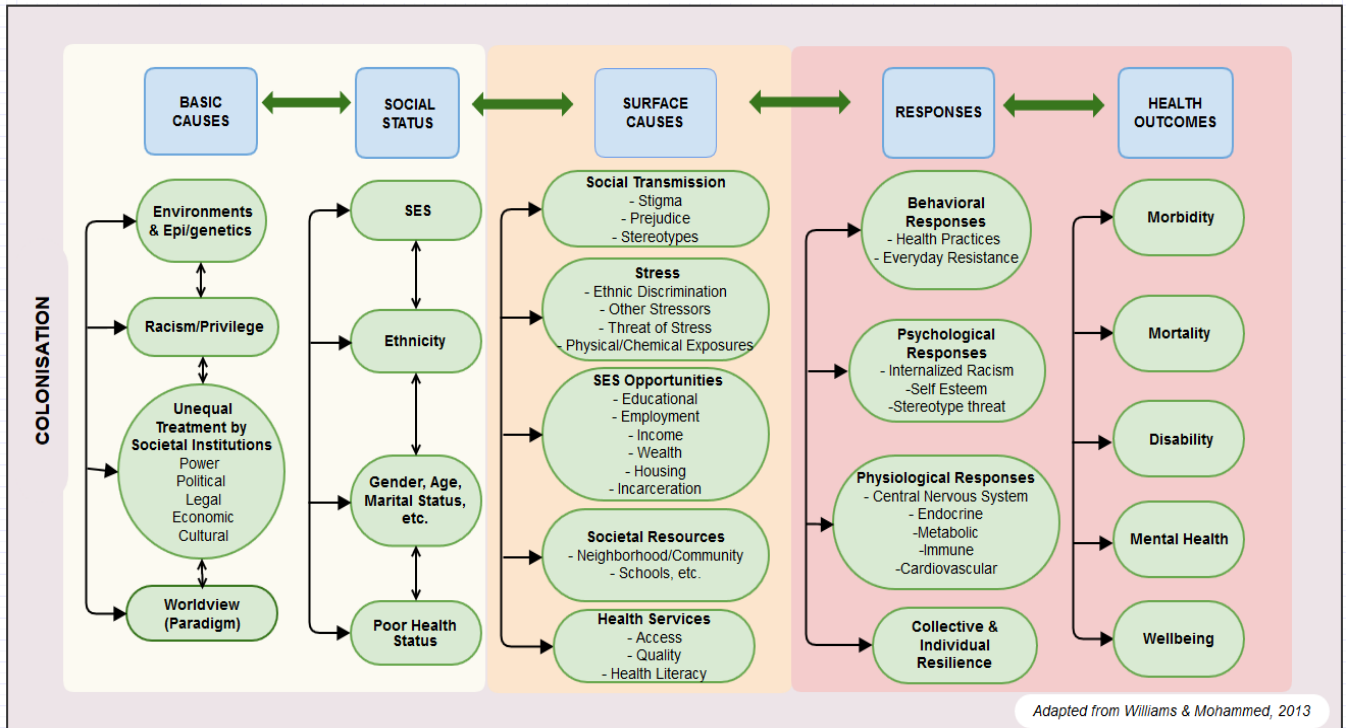 COLONISATION
BASIC
CAUSES
Environments
& Epi/genetics
Racism/Privilege
Unequal
Treatment by
Societal Institutions
Power
Political
Legal
Economic
Cultural
Worldview
(Paradigm)
SOCIAL
STATUS
SES
Ethnicity
Gender, Age,
Marital Status,
etc.
Poor Health
Status
SURFACE
CAUSES
Social Transmission
- Stigma
- Prejudice
- Stereotypes
Stress
- Ethnic Discrimination
- Other Stressors
- Threat of Stress
- Physical/Chemical Exposures
SES Opportunities
- Educational
- Employment
- Income
- Wealth
- Housing
- Incarceration
Societal Resources
- Neighborhood/Community
- Schools, etc.
Health Services
- Access
- Quality
- Health Literacy
RESPONSES
Behavioral
Responses
- Health Practices
- Everyday Resistance
Psychological
Responses
- Internalized Racism
-Self Esteem
-Stereotype threat
Physiological Responses
- Central Nervous System
- Endocrine
-Metabolic
- Immune
-Cardiovascular
Collective &
Individual
Resilience
HEALTH
OUTCOMES
Morbidity
Mortality
Disability
Mental Health
Wellbeing
Adapted from Williams & Mohammed, 2013